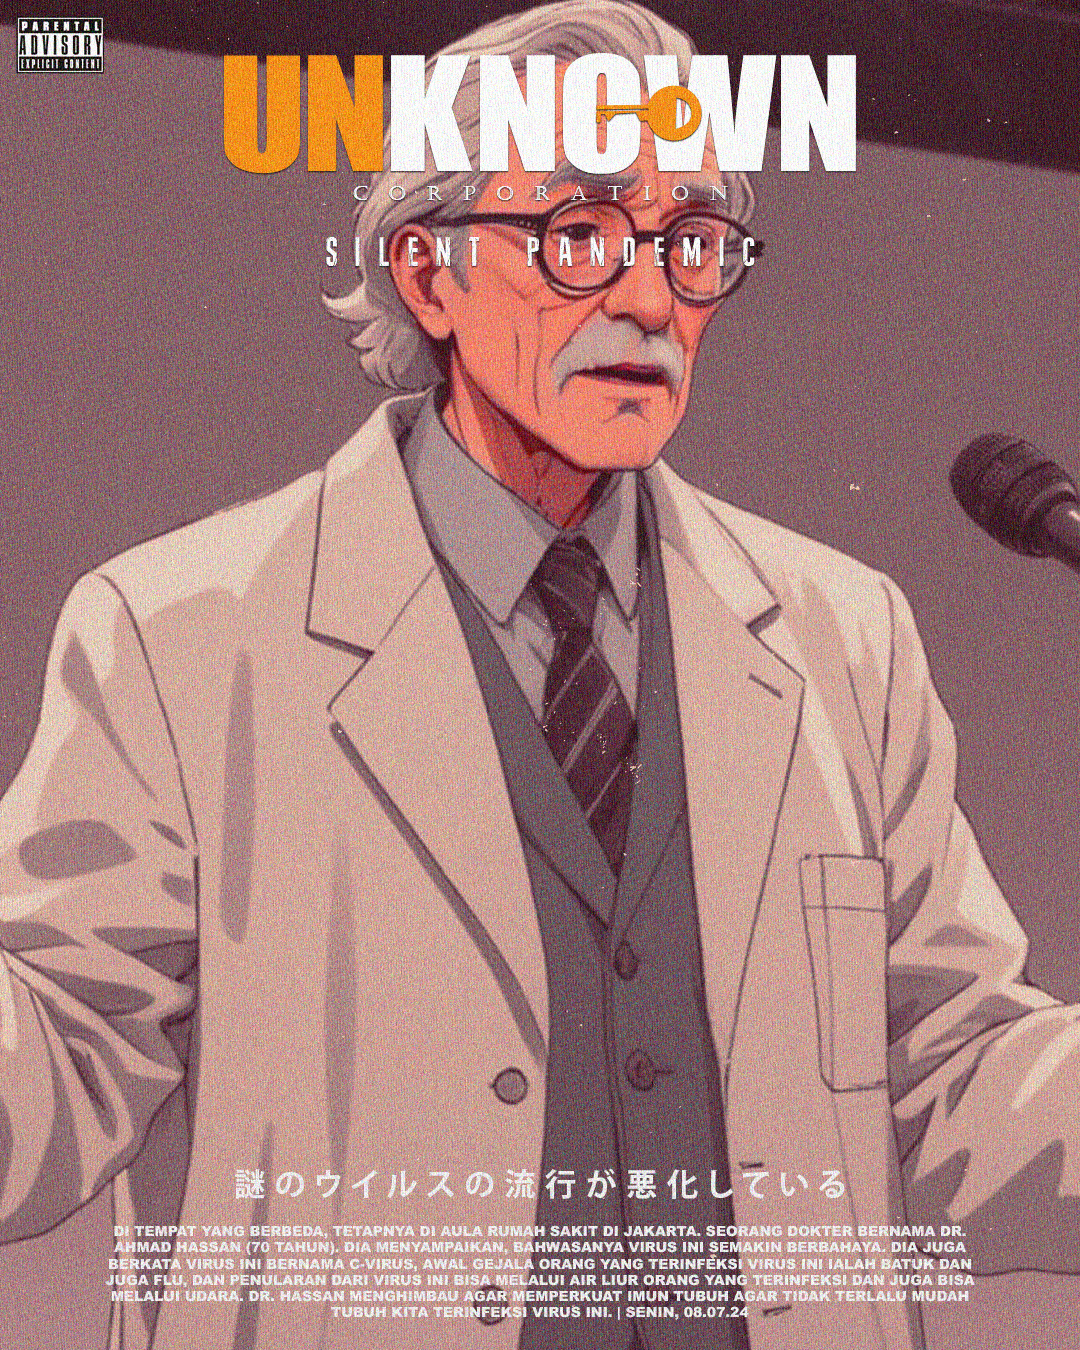 PARENTAL
ADVISORY
EXPLICIT CONTENT
UNKNOWN
CORPORATION
SILENT PANDEMIC
謎のウイルスの流行が悪化している
DI TEMPAT YANG BERBEDA, TETAPNYA DI AULA RUMAH SAKIT DI JAKARTA. SEORANG DOKTER BERNAMA DR.
AHMAD HASSAN (70 TAHUN). DIA MENYAMPAIKAN, BAHWASANYA VIRUS INI SEMAKIN BERBAHAYA. DIA JUGA
BERKATA VIRUS INI BERNAMA C-VIRUS, AWAL GEJALA ORANG YANG TERINFEKSI VIRUS INI IALAH BATUK DAN
JUGA FLU, DAN PENULARAN DARI VIRUS INI BISA MELALUI AIR LIUR ORANG YANG TERINFEKSI DAN JUGA BISA
MELALUI UDARA. DR. HASSAN MENGHIMBAU AGAR MEMPERKUAT IMUN TUBUH AGAR TIDAK TERLALU MUDAH
TUBUH KITA TERINFEKSI VIRUS INI. | SENIN, 08.07.24